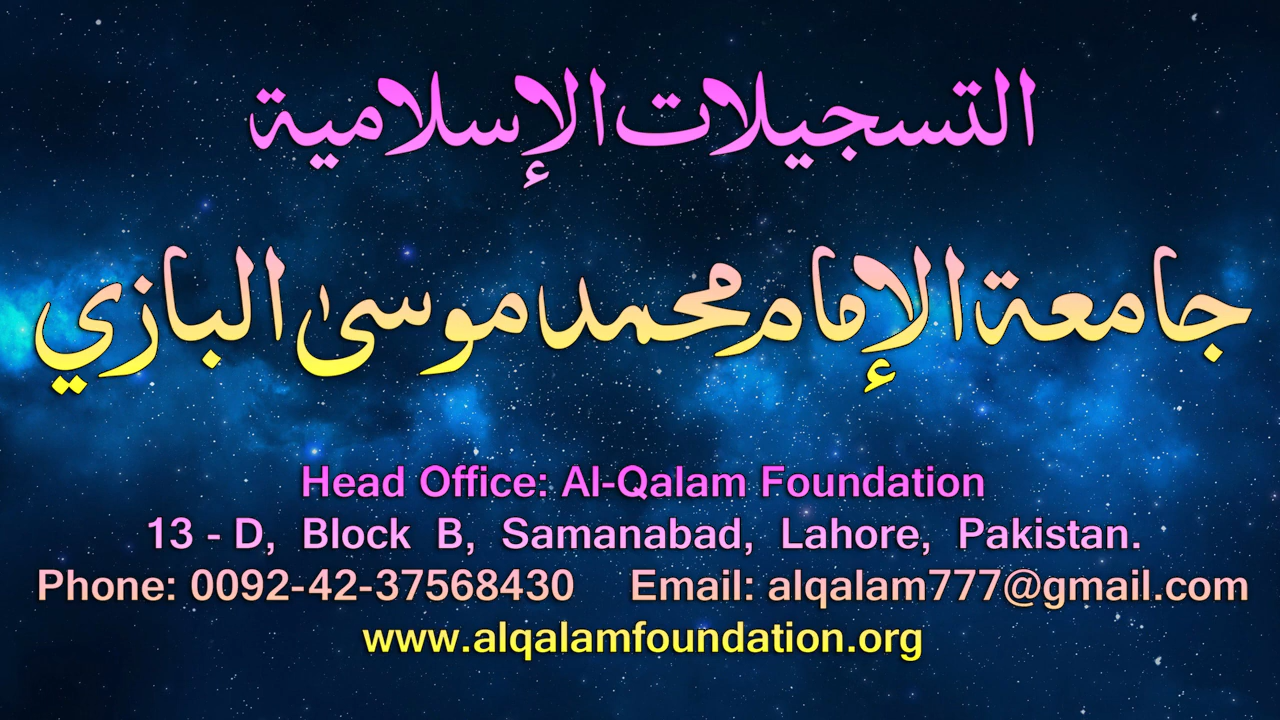 التسجيلات الإسلامية
جامعة الإمام محمد موسىٰ البازي
Head Office: Al-Qalam Foundation
13 - D, Block B, Samanabad, Lahore, Pakistan.
Phone: 0092-42-37568430 Email: alqalam777@gmail.com
www.alqalamfoundation.org